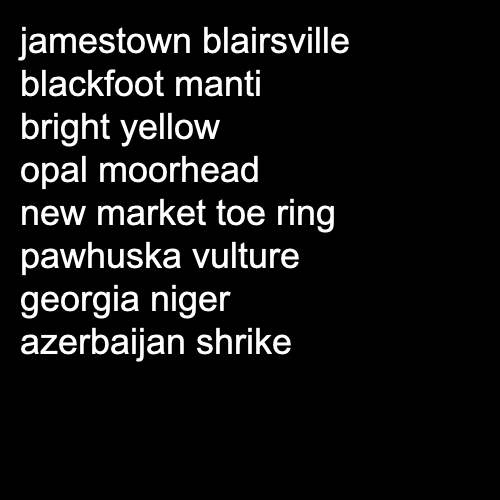 jamestown blairsville
blackfoot manti
bright yellow
opal moorhead
new market toe ring
pawhuska vulture
georgia niger
azerbaijan shrike